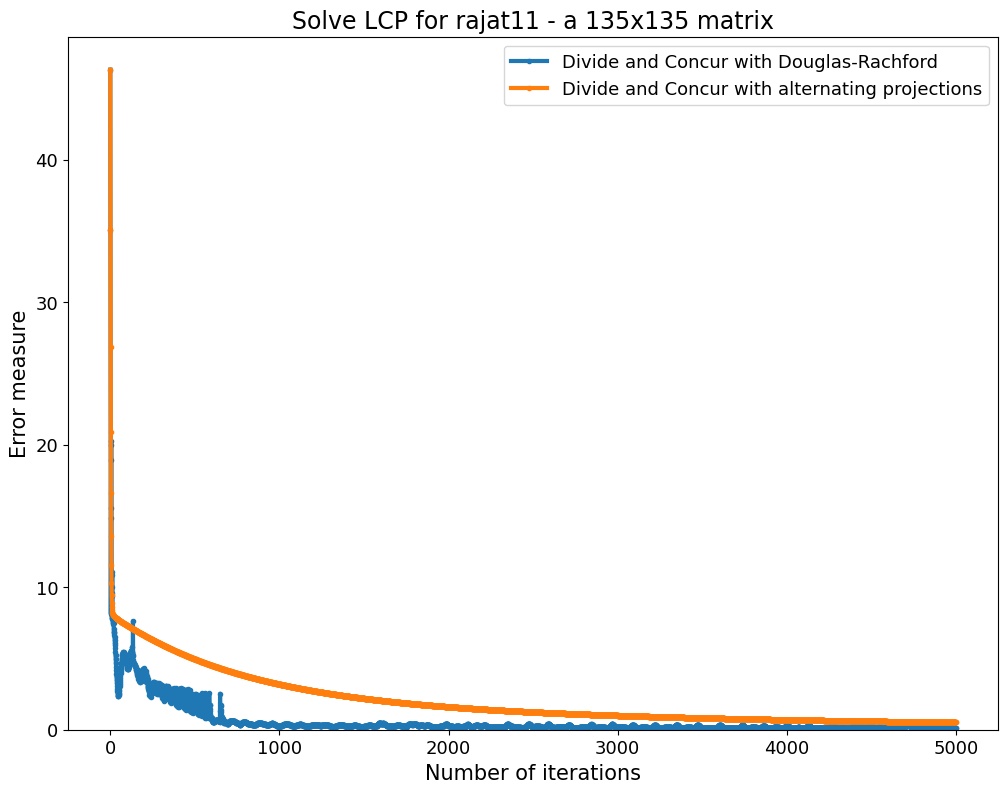 Solve LCP for rajat11 - a 135x135 matrix
Divide and Concur with Douglas-Rachford
Divide and Concur with alternating projections
Error measure
40
30
20
10
0
0 1000 2000 3000 4000 5000
Number of iterations